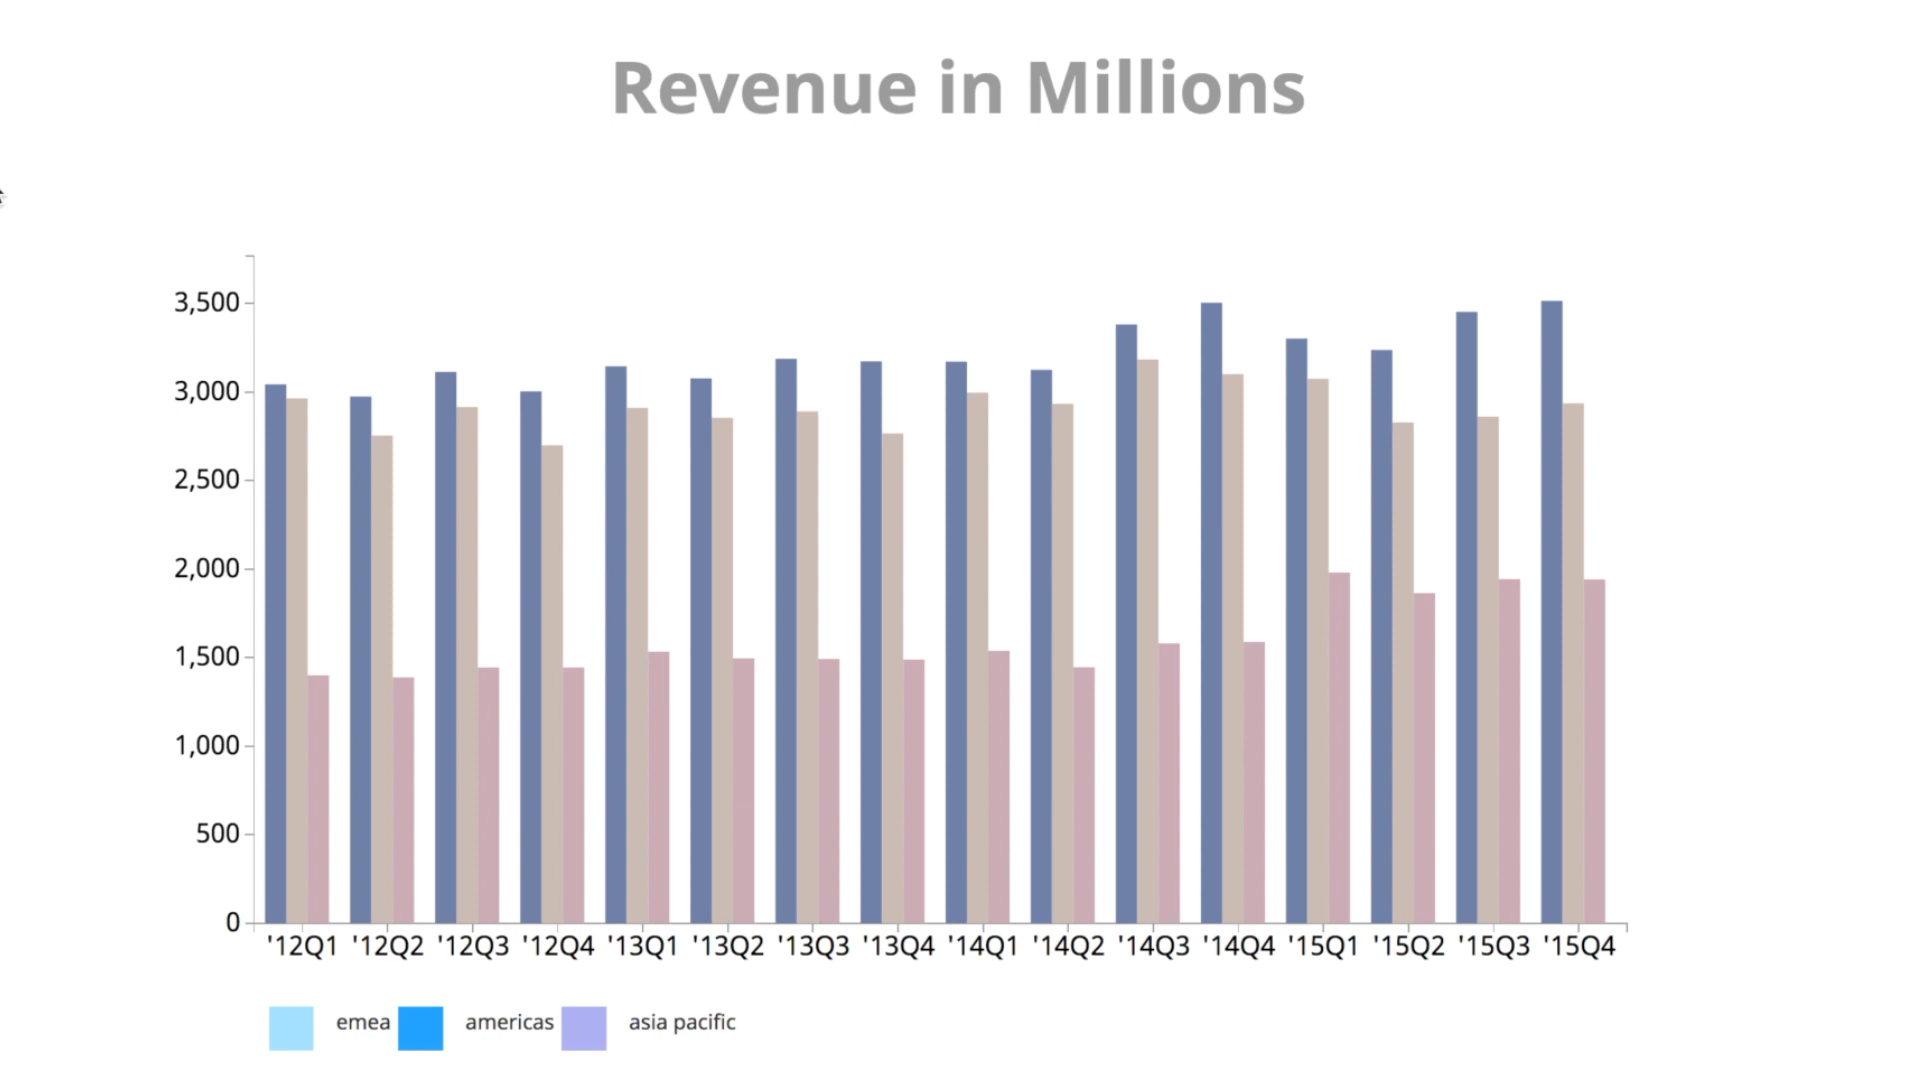 Revenue in Millions
3,500
3,000
2,500
2,000
1,500
1,000
500
0
'12Q1 '12Q2 '12Q3 '12Q4 '13Q1 '13Q2 '13Q3 '13Q4 '14Q1 '14Q2 '14Q3 '14Q4 '15Q1 '15Q2 '15Q3 '15Q4
emea americas asia pacific